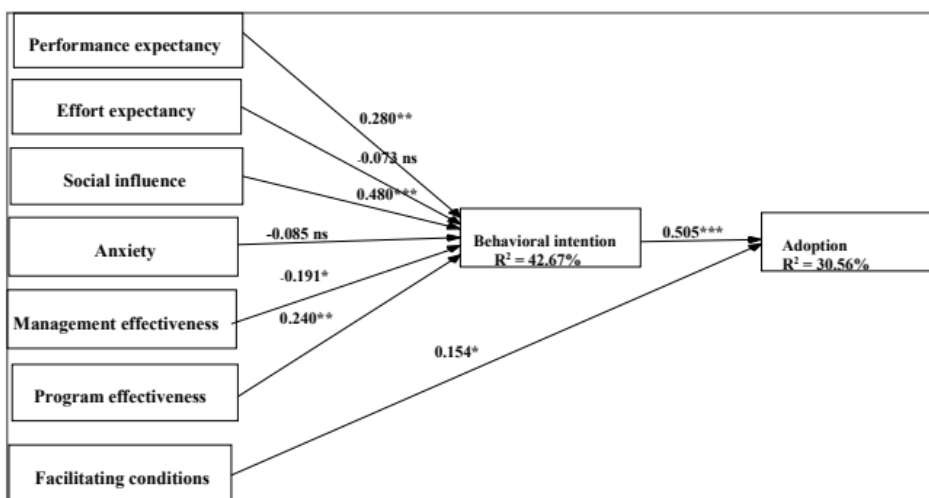 Performance expectancy
Effort expectancy
Social influence
Anxiety
Management effectiveness
Program effectiveness
Facilitating conditions
0.280**
-0.073 ns
0.480***
-0.085 ns
-0.191*
0.240**
0.154*
Behavioral intention
R² = 42.67%
0.505***
Adoption
R² = 30.56%